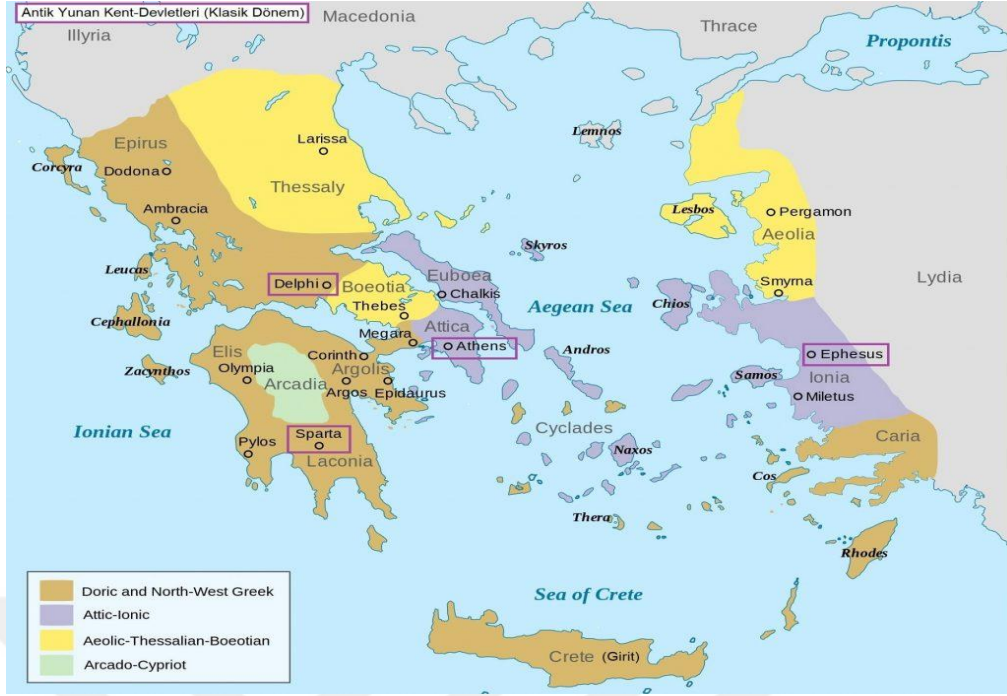 Antik Yunan Kent-Devletleri (Klasik Dönem)
Macedonia
Illyria
Thrace
Propontis
Epirus
Larissa
Lemnos
Corcyra
Dodona
Thessaly
Ambracia
Lesbos
Pergamon
Aeolia
Leucas
Skyros
Euboea
Delphi
Boeotia
Chalkis
Smyrna
Lydia
Thebes
Aegean Sea
Chios
Cephallonia
Attica
Megara
Athens
Elis
Corinth
Andros
Ephesus
Zacynthos
Olympia
Argolis
Samos
Ionia
Arcadia
Argos
Epidaurus
Miletus
Ionian Sea
Sparta
Cyclades
Caria
Pylos
Laconia
Naxos
Cos
Thera
Rhodes
Doric and North-West Greek
Sea of Crete
Attic-Ionic
Aeolic-Thessalian-Boeotian
Crete (Girit)
Arcado-Cypriot